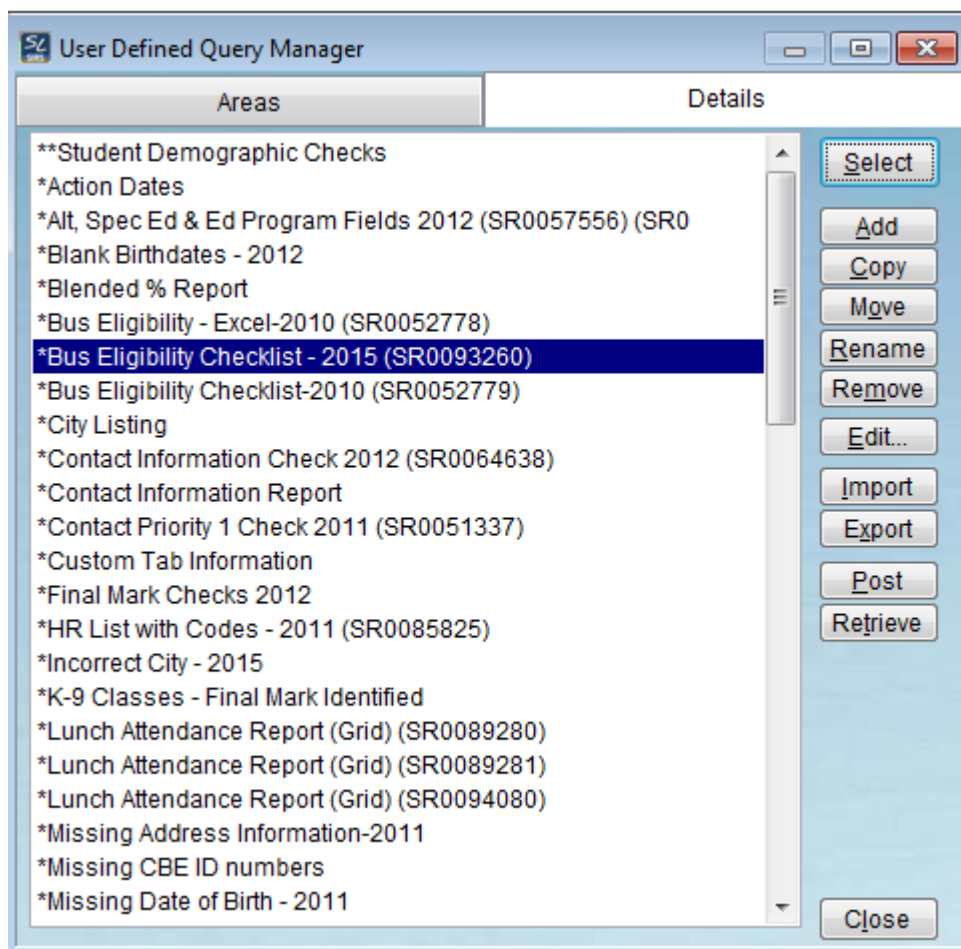 User Defined Query Manager
Areas
Details
**Student Demographic Checks
*Action Dates
*Alt, Spec Ed & Ed Program Fields 2012 (SR0057556) (SR0
*Blank Birthdates - 2012
*Blended % Report
*Bus Eligibility - Excel-2010 (SR0052778)
*Bus Eligibility Checklist - 2015 (SR0093260)
*Bus Eligibility Checklist-2010 (SR0052779)
*City Listing
*Contact Information Check 2012 (SR0064638)
*Contact Information Report
*Contact Priority 1 Check 2011 (SR0051337)
*Custom Tab Information
*Final Mark Checks 2012
*HR List with Codes - 2011 (SR0085825)
*Incorrect City - 2015
*K-9 Classes - Final Mark Identified
*Lunch Attendance Report (Grid) (SR0089280)
*Lunch Attendance Report (Grid) (SR0089281)
*Lunch Attendance Report (Grid) (SR0094080)
*Missing Address Information-2011
*Missing CBE ID numbers
*Missing Date of Birth - 2011
Select
Add
Copy
Move
Rename
Remove
Edit...
Import
Export
Post
Retrieve
Close